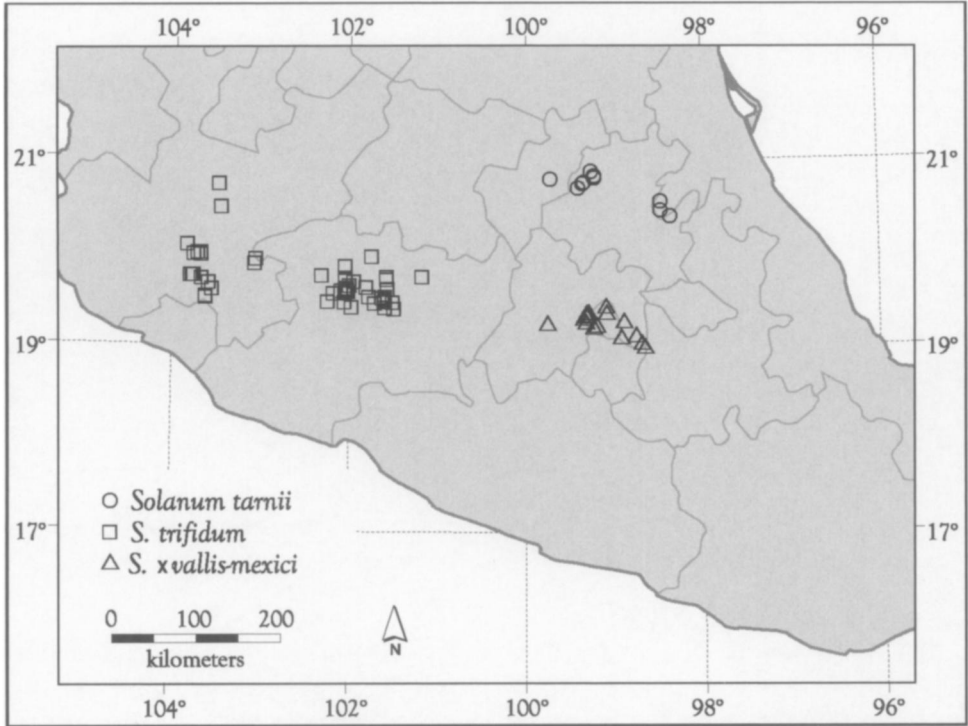 104° 102° 100° 98° 96°
21° 21°
19° 19°
17° 17°
Solanum tarnii
S. trifidum
S. xvallis-mexici
0 100 200
kilometers
N
104° 102° 100° 98° 96°